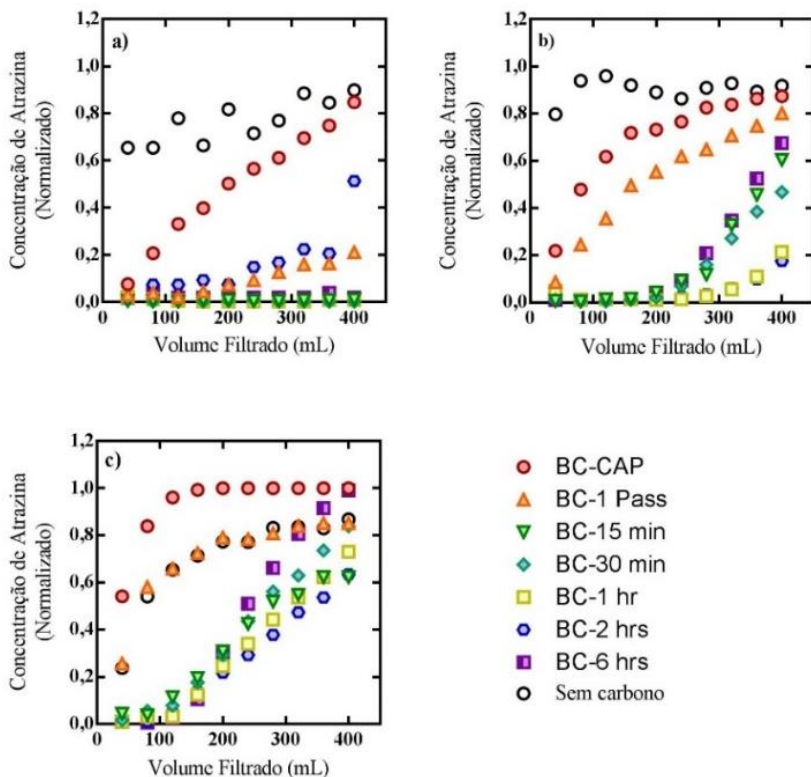 a)
1,2
1,0
0,8
0,6
0,4
0,2
0,0
0 100 200 300 400
Concentração de Atrazina
(Normalizado)
Volume Filtrado (mL)
b)
1,2
1,0
0,8
0,6
0,4
0,2
0,0
0 100 200 300 400
Concentração de Atrazina
(Normalizado)
Volume Filtrado (mL)
c)
1,2
1,0
0,8
0,6
0,4
0,2
0,0
0 100 200 300 400
Concentração de Atrazina
(Normalizado)
Volume Filtrado (mL)
BC-CAP
BC-1 Pass
BC-15 min
BC-30 min
BC-1 hr
BC-2 hrs
BC-6 hrs
Sem carbono